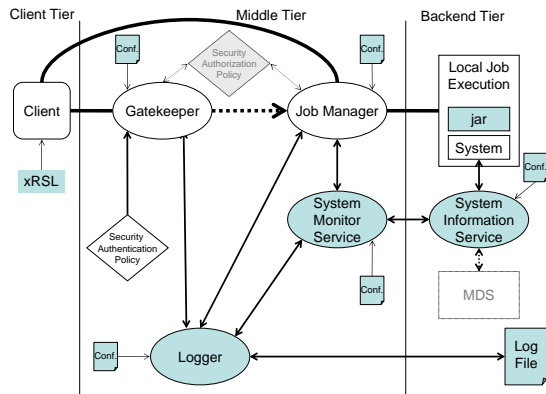 Client Tier
Middle Tier
Backend Tier
Conf.
Security
Authorization
Policy
Conf.
Local Job
Execution
Client
Gatekeeper
Job Manager
jar
System
xRSL
Conf.
System
Monitor
Service
System
Information
Service
Security
Authentication
Policy
Conf.
MDS
Conf.
Logger
Log
File